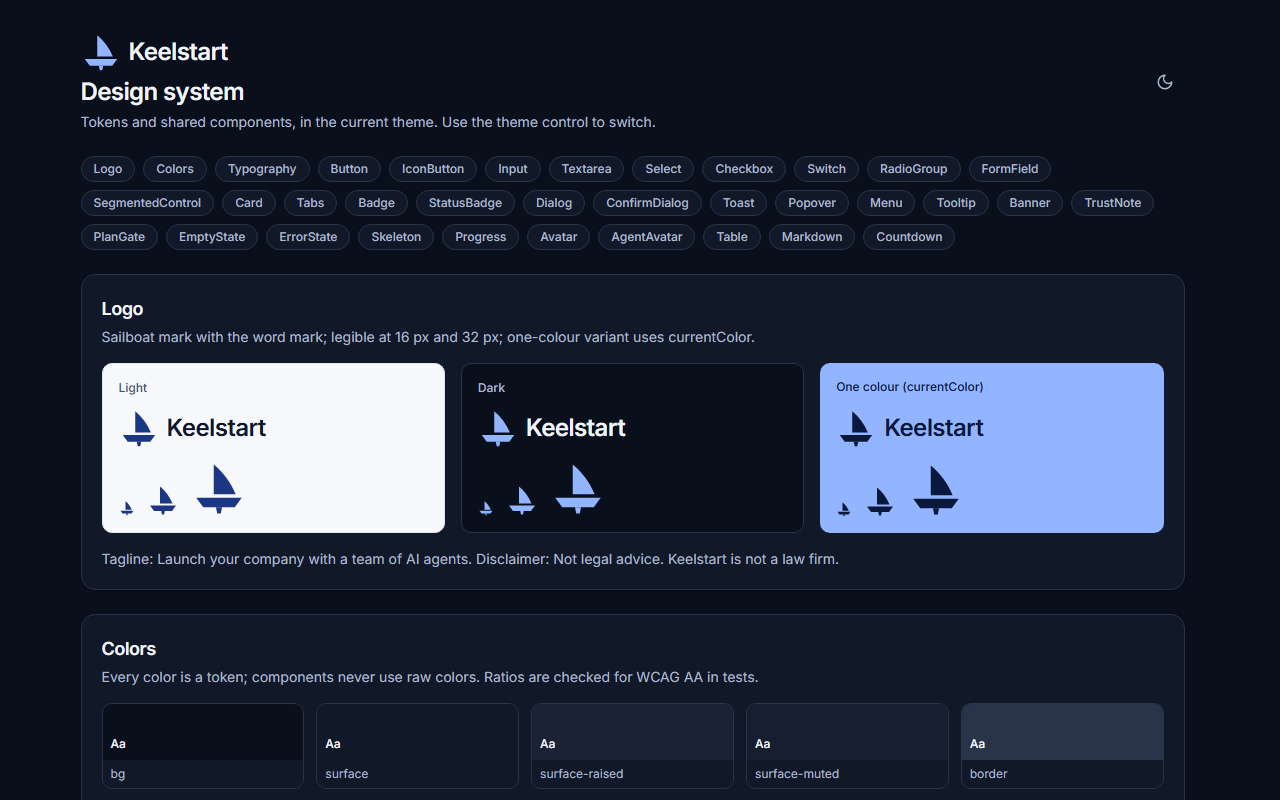 Keelstart
Design system
Tokens and shared components, in the current theme. Use the theme control to switch.
Logo Colors Typography Button IconButton Input Textarea Select Checkbox Switch RadioGroup FormField
SegmentedControl Card Tabs Badge StatusBadge Dialog ConfirmDialog Toast Popover Menu Tooltip Banner TrustNote
PlanGate EmptyState ErrorState Skeleton Progress Avatar AgentAvatar Table Markdown Countdown
Logo
Sailboat mark with the word mark; legible at 16 px and 32 px; one-colour variant uses currentColor.
Light
Keelstart
Dark
Keelstart
One colour (currentColor)
Keelstart
Tagline: Launch your company with a team of AI agents. Disclaimer: Not legal advice. Keelstart is not a law firm.
Colors
Every color is a token; components never use raw colors. Ratios are checked for WCAG AA in tests.
Aa Aa Aa Aa Aa
bg surface surface-raised surface-muted border